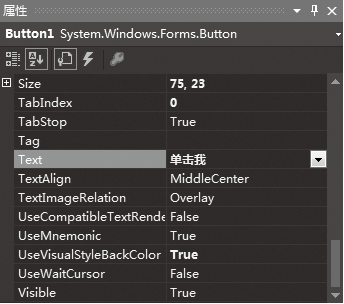 属性
Button1 System.Windows.Forms.Button
Size 75, 23
TabIndex 0
TabStop True
Tag
Text 单击我
TextAlign MiddleCenter
TextImageRelation Overlay
UseCompatibleTextRende False
UseMnemonic True
UseVisualStyleBackColor True
UseWaitCursor False
Visible True